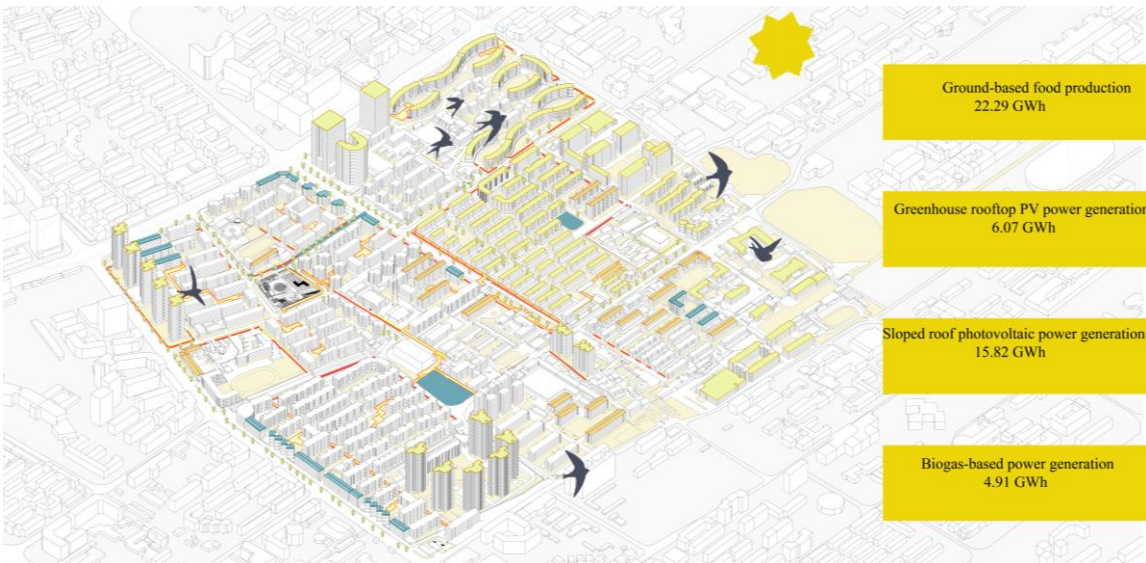 Ground-based food production
22.29 GWh
Greenhouse rooftop PV power generation
6.07 GWh
Sloped roof photovoltaic power generation
15.82 GWh
Biogas-based power generation
4.91 GWh